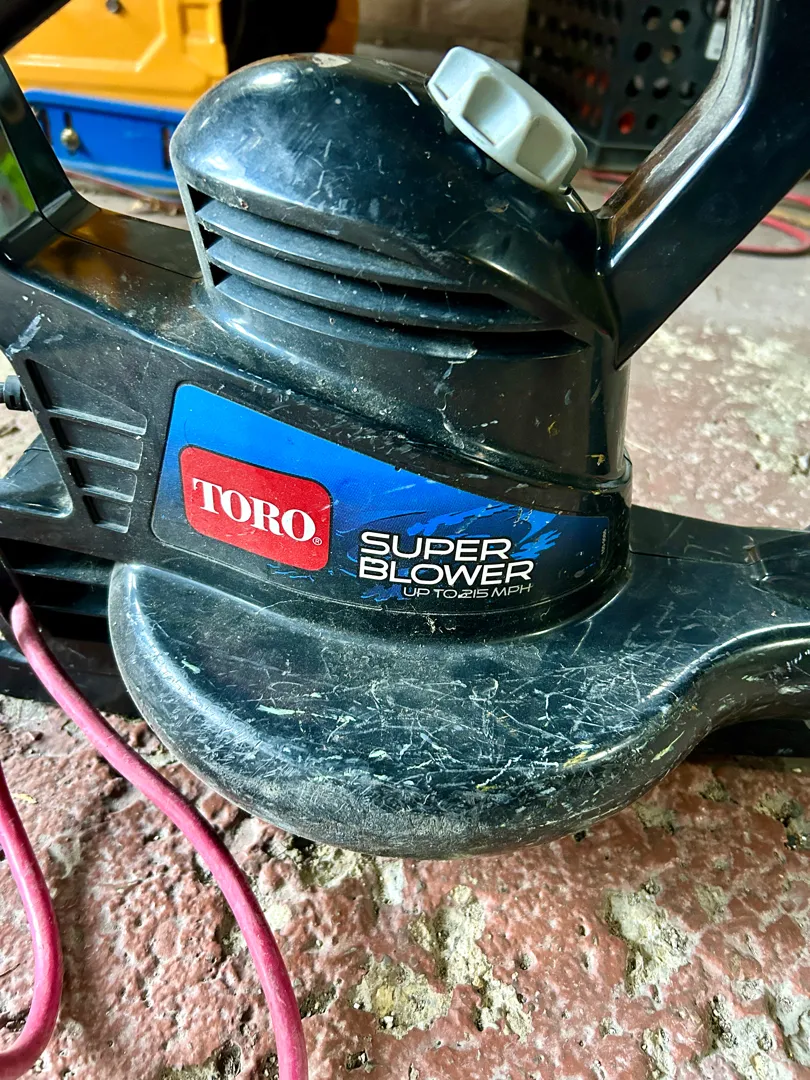 TORO®
SUPER
BLOWER
UP TO 215 MPH